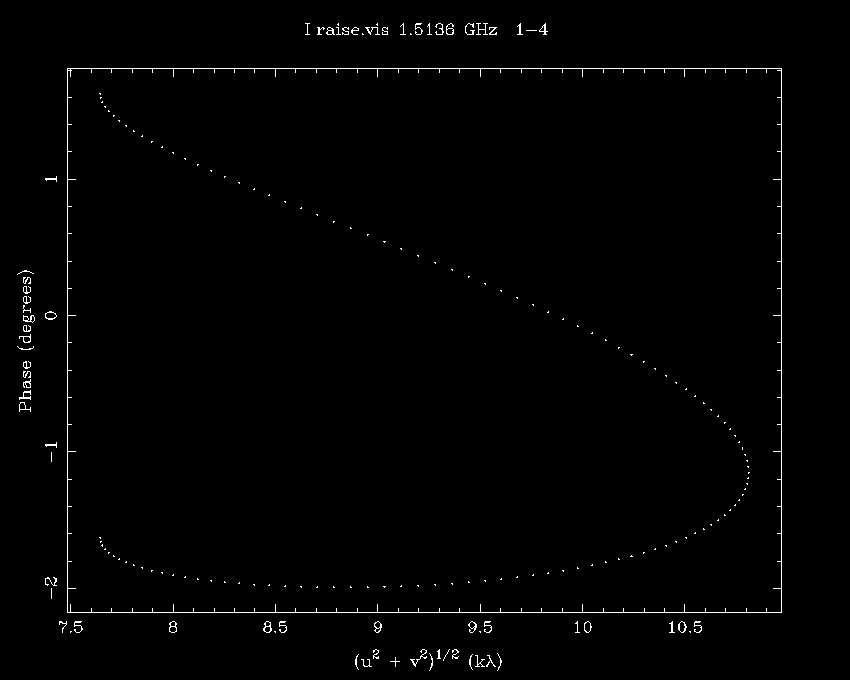 I raise.vis 1.5136 GHz 1−4
Phase (degrees)
1
0
−1
−2
7.5 8 8.5 9 9.5 10 10.5
(u² + v²)^1/2 (kλ)